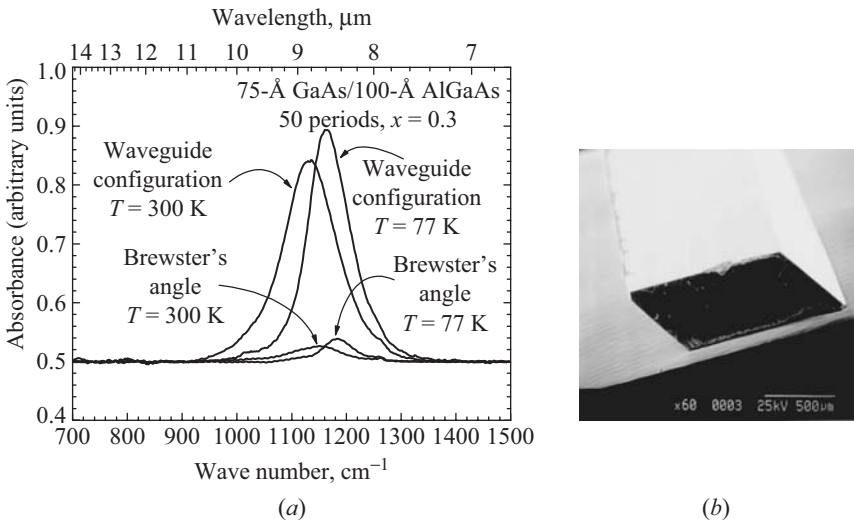 Wavelength, μm
14 13 12 11 10 9 8 7
1.0
0.9
0.8
0.7
0.6
0.5
0.4
Absorbance (arbitrary units)
75-Å GaAs/100-Å AlGaAs
50 periods, x = 0.3
Waveguide
configuration
T = 300 K
Waveguide
configuration
T = 77 K
Brewster's
angle
T = 300 K
Brewster's
angle
T = 77 K
700 800 900 1000 1100 1200 1300 1400 1500
Wave number, cm⁻¹
(a)
x60 0003 25kV 500μm
(b)